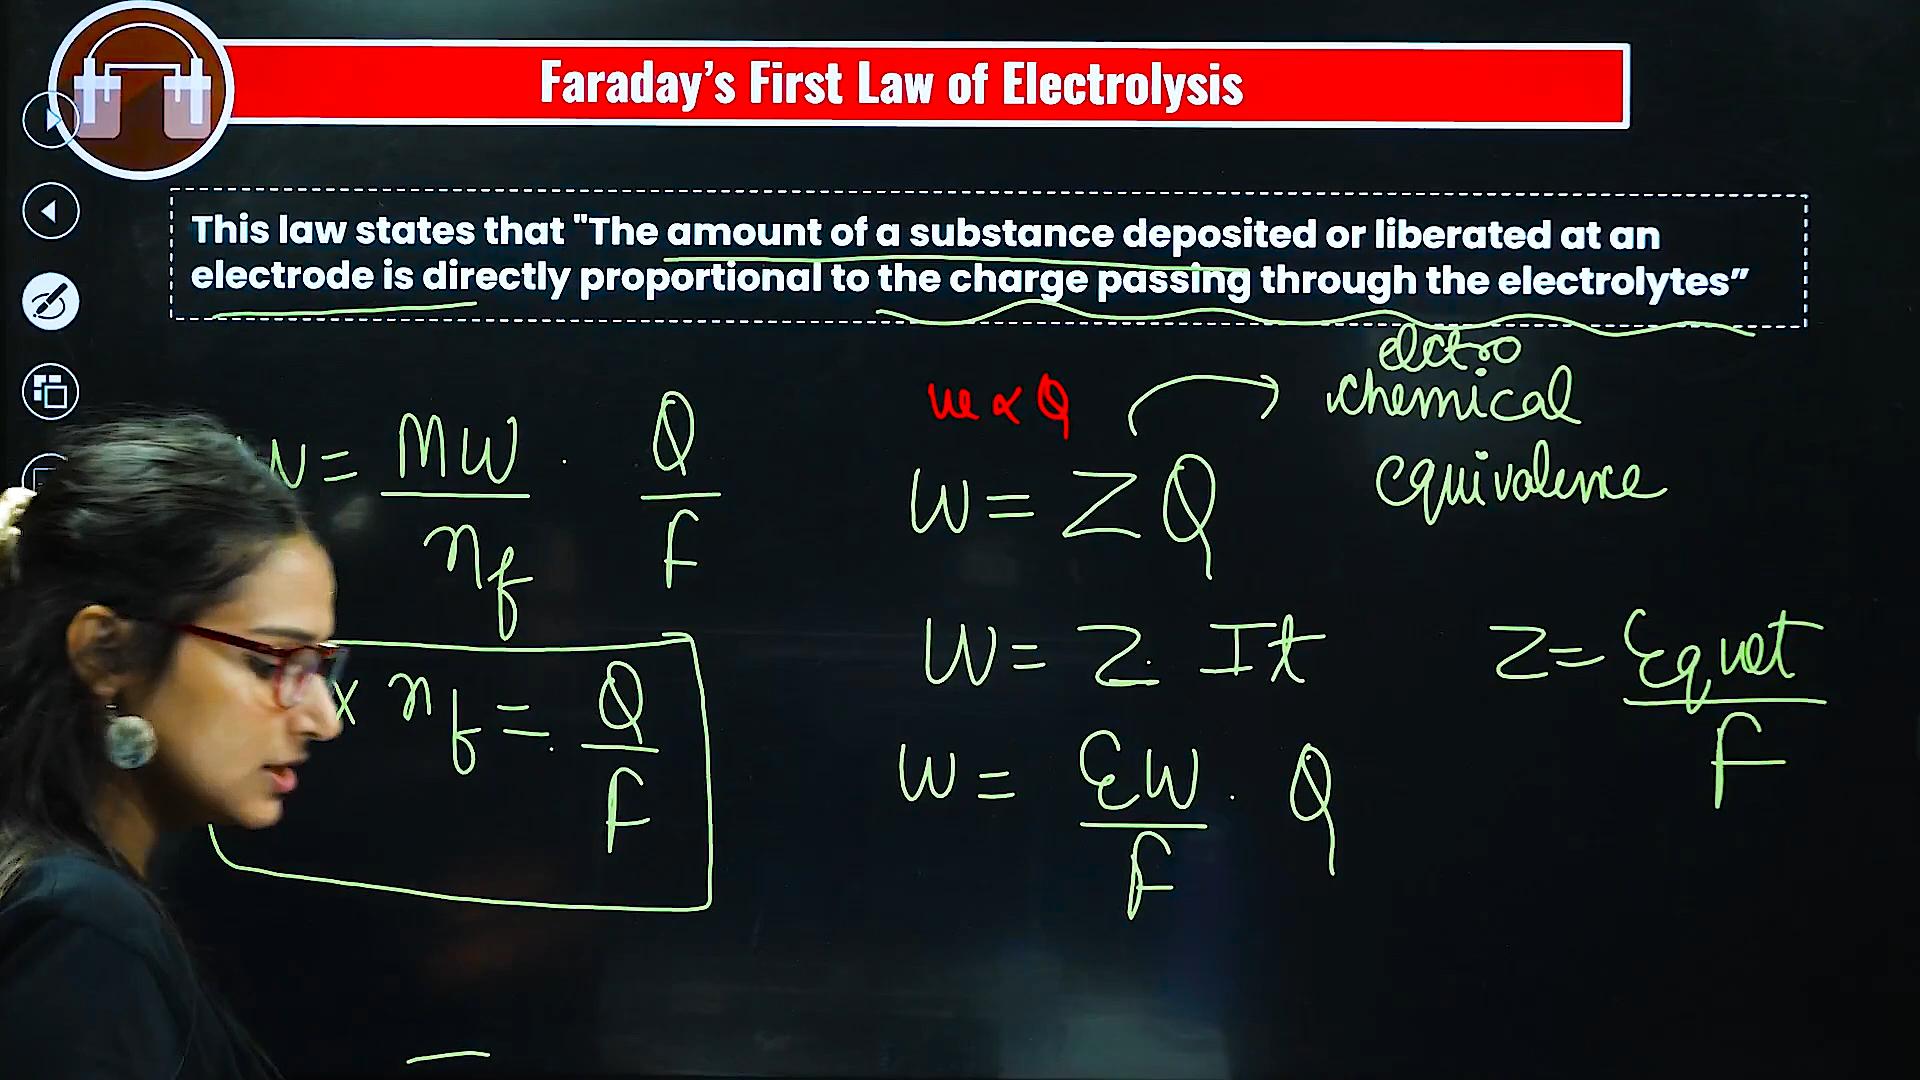 Faraday's First Law of Electrolysis
This law states that "The amount of a substance deposited or liberated at an
electrode is directly proportional to the charge passing through the electrolytes”
w ∝ Q
electro
chemical
equivalence
W = ZQ
W = MW/nf · Q/F
W = Z It
Z = Eq wt/F
x nf = Q/F
W = EW/F · Q